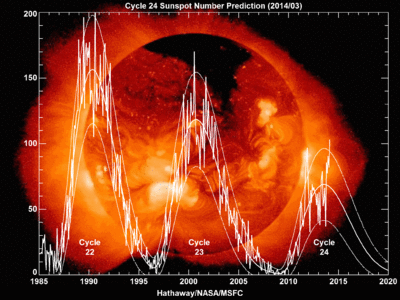 Cycle 24 Sunspot Number Prediction (2014/03)
200
150
100
50
0
Cycle
22
Cycle
23
Cycle
24
1985 1990 1995 2000 2005 2010 2015 2020
Hathaway/NASA/MSFC